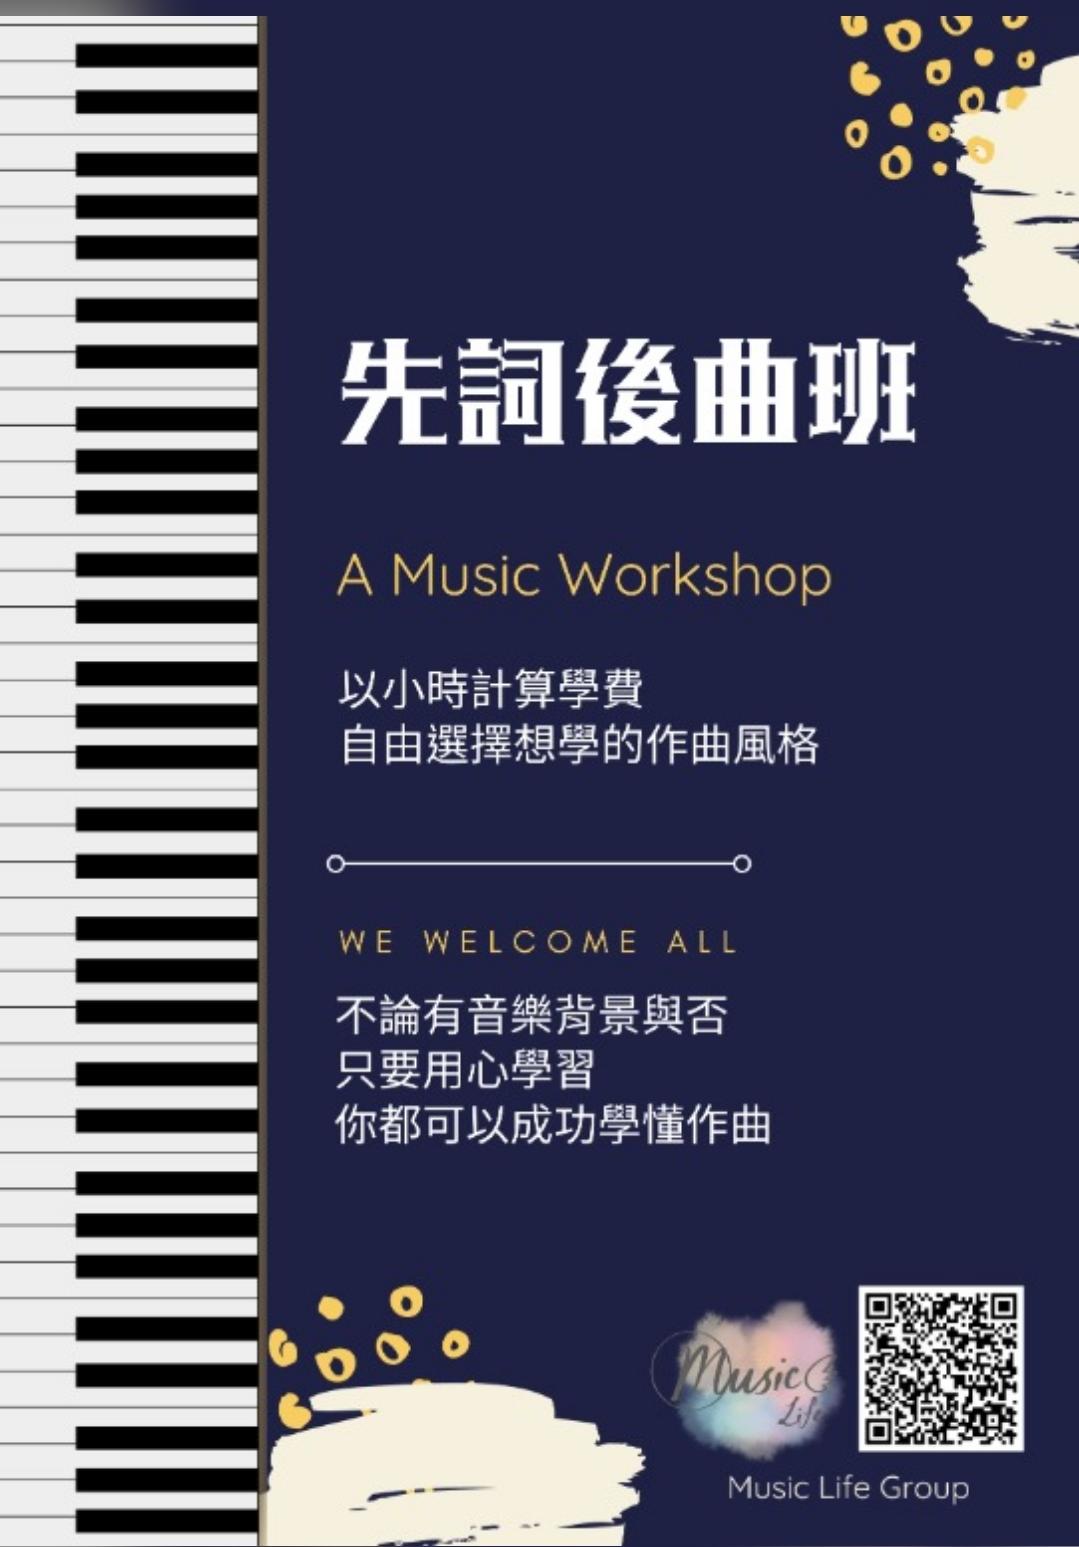 先詞後曲班
A Music Workshop
以小時計算學費
自由選擇想學的作曲風格
WE WELCOME ALL
不論有音樂背景與否
只要用心學習
你都可以成功學懂作曲
Music
Life
Music Life Group